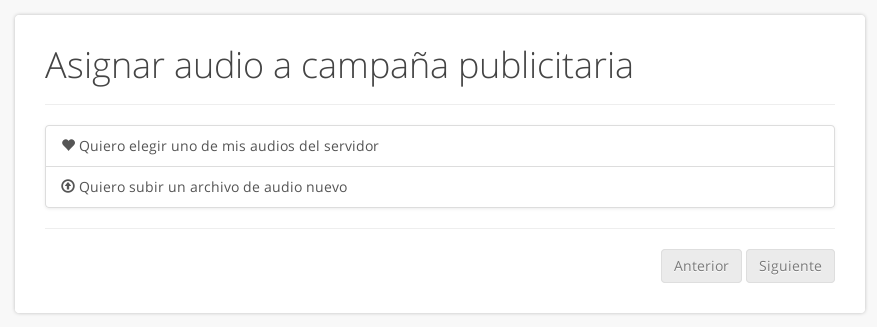 Asignar audio a campaña publicitaria
Quiero elegir uno de mis audios del servidor
Quiero subir un archivo de audio nuevo
Anterior Siguiente